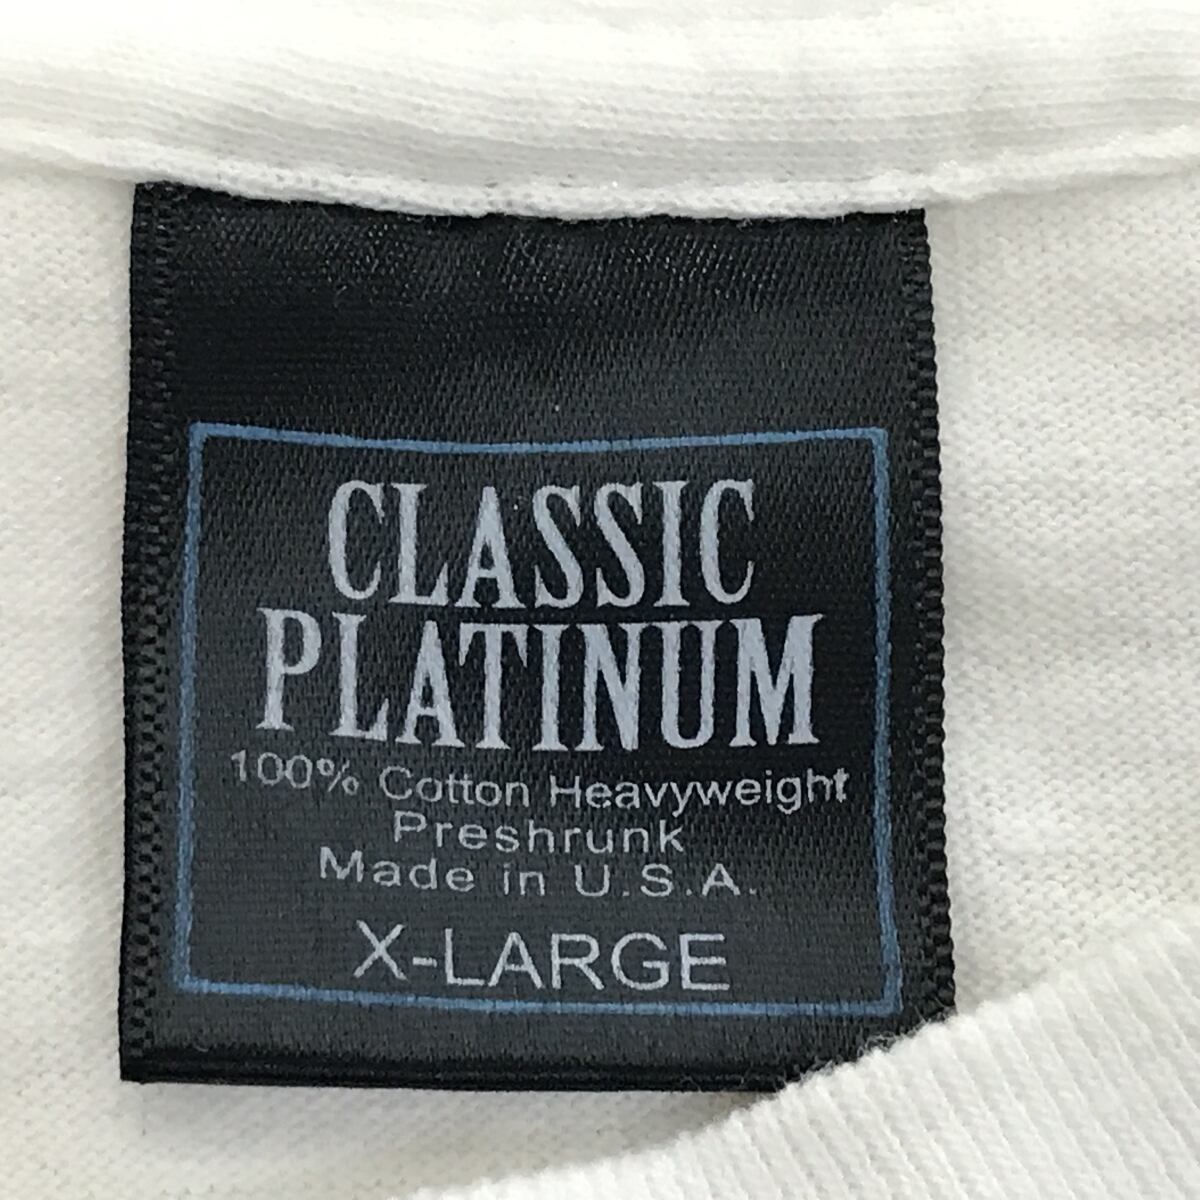 CLASSIC
PLATINUM
100% Cotton Heavyweight
Preshrunk
Made in U.S.A.
X-LARGE